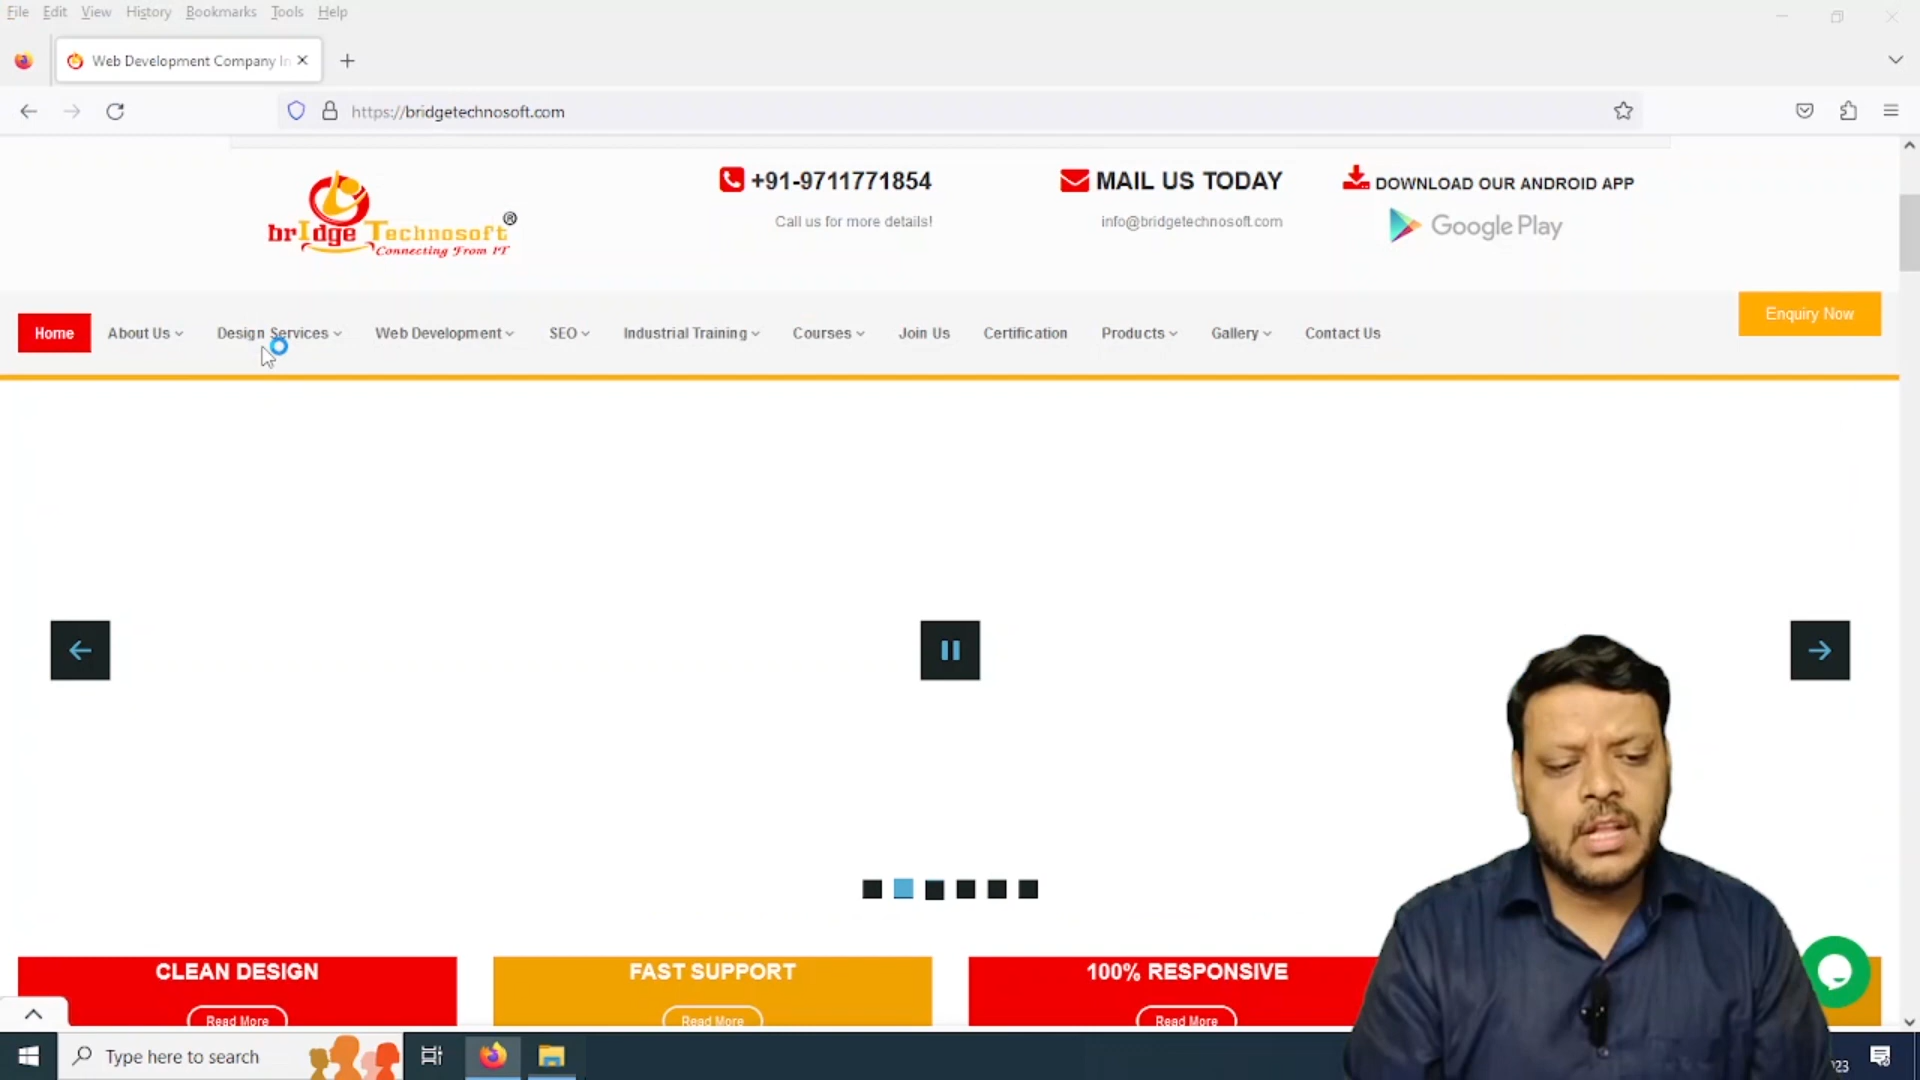 File Edit View History Bookmarks Tools Help
Web Development Company In
https://bridgetechnosoft.com
brIdge Technosoft ®
Connecting From IT
+91-9711771854
Call us for more details!
MAIL US TODAY
info@bridgetechnosoft.com
DOWNLOAD OUR ANDROID APP
Google Play
Home About Us Design Services Web Development SEO Industrial Training Courses Join Us Certification Products Gallery Contact Us
Enquiry Now
CLEAN DESIGN
Read More
FAST SUPPORT
Read More
100% RESPONSIVE
Read More
Type here to search